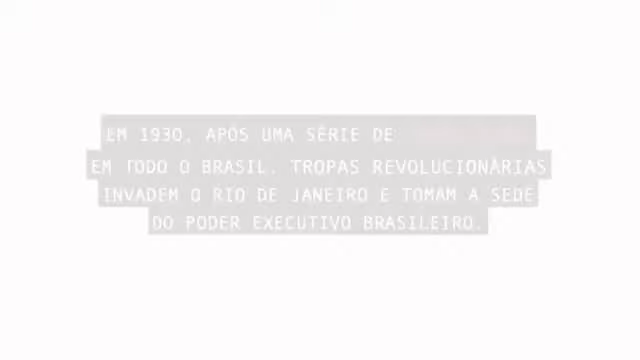 EM 1930, APÓS UMA SÉRIE DE
EM TODO O BRASIL, TROPAS REVOLUCIONÁRIAS
INVADEM O RIO DE JANEIRO E TOMAM A SEDE
DO PODER EXECUTIVO BRASILEIRO.